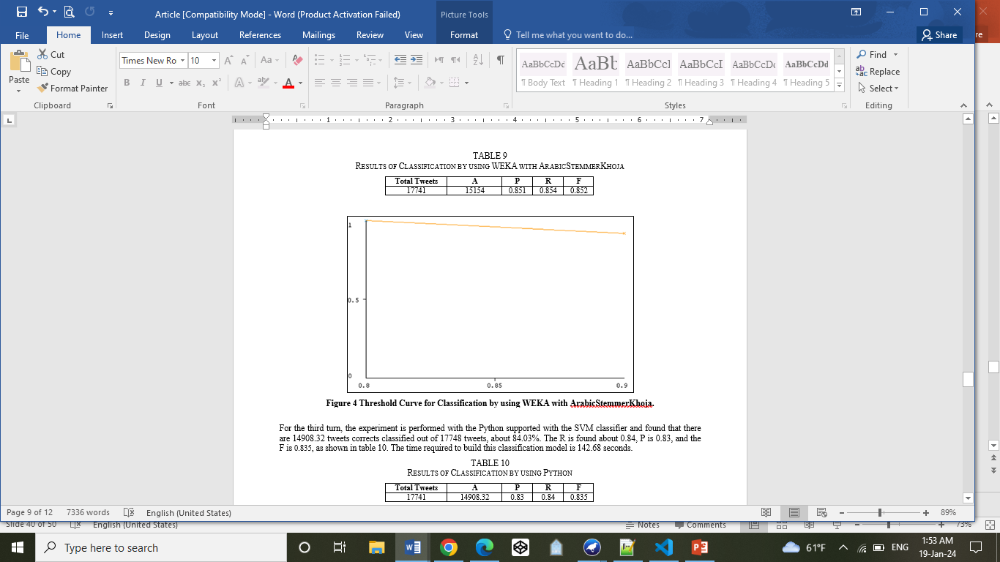 Article [Compatibility Mode] - Word (Product Activation Failed)
Picture Tools
File Home Insert Design Layout References Mailings Review View Format Tell me what you want to do... Share
re
Paste
Cut
Copy
Format Painter
Clipboard
Times New Ro 10
Font
Paragraph
AaBbCcDd AaBb AaBbCcI AaBbCcI AaBbCcDd AaBbCcDd
¶ Body Text ¶ Heading 1 ¶ Heading 2 ¶ Heading 3 ¶ Heading 4 ¶ Heading 5
Styles
Find
Replace
Select
Editing
1 2 3 4 5 6 7
TABLE 9
RESULTS OF CLASSIFICATION BY USING WEKA WITH ARABICSTEMMERKHOJA
Total Tweets A P R F
17741 15154 0.851 0.854 0.852
1
0.5
0
0.8 0.85 0.9
Figure 4 Threshold Curve for Classification by using WEKA with ArabicStemmerKhoja.
For the third turn, the experiment is performed with the Python supported with the SVM classifier and found that there
are 14908.32 tweets corrects classified out of 17748 tweets, about 84.03%. The R is found about 0.84, P is 0.83, and the
F is 0.835, as shown in table 10. The time required to build this classification model is 142.68 seconds.
TABLE 10
RESULTS OF CLASSIFICATION BY USING PYTHON
Total Tweets A P R F
17741 14908.32 0.83 0.84 0.835
Page 9 of 12 7336 words English (United States) 89%
Slide 40 of 50 English (United States) Notes Comments 73%
Type here to search
61°F ENG
1:53 AM
19-Jan-24